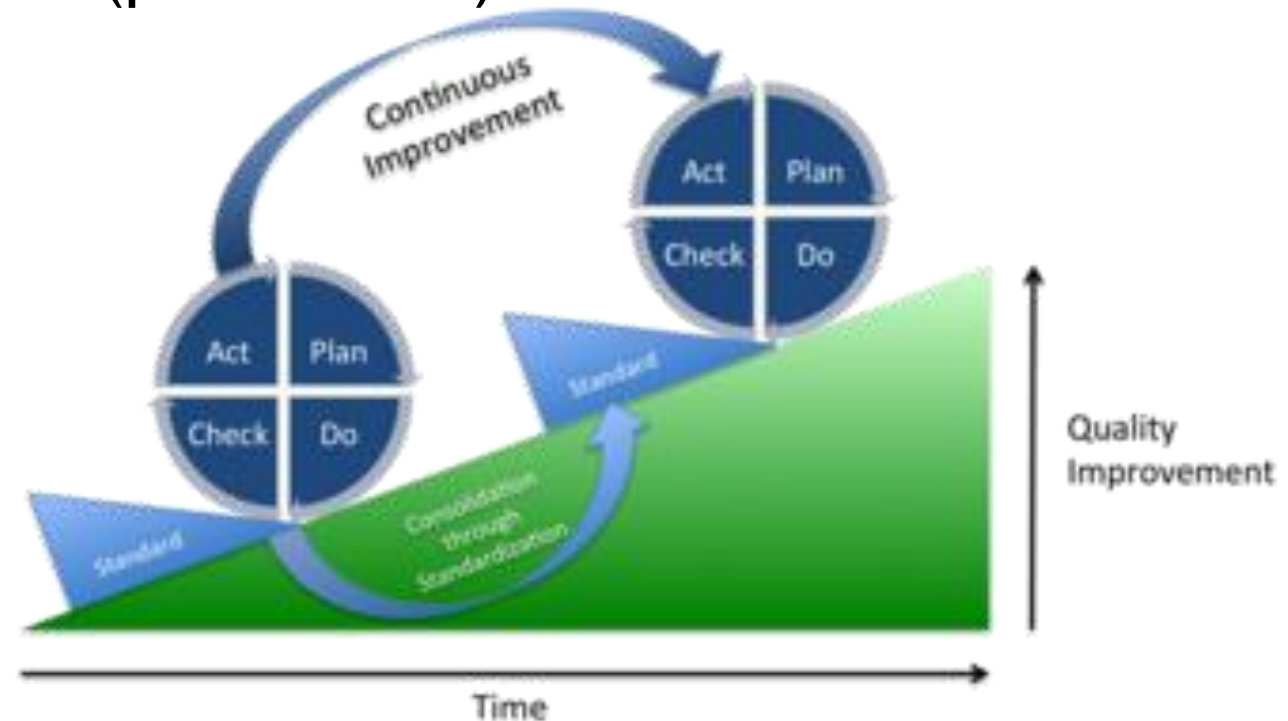 Continuous
Improvement
Act
Plan
Check
Do
Act
Plan
Check
Do
Standard
Standard
Consolidation
through
Standardization
Quality
Improvement
Time